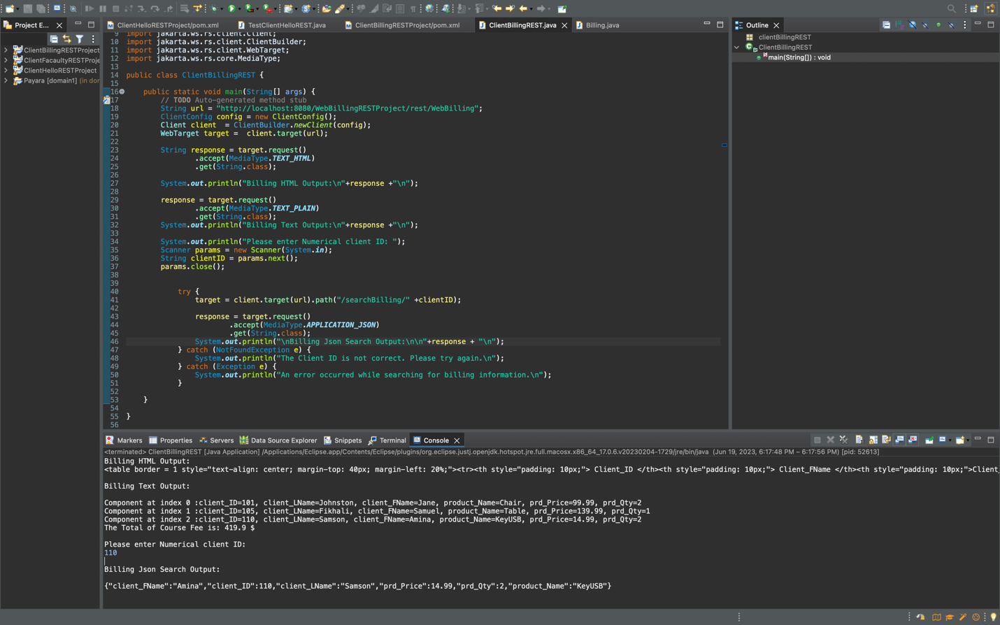 Project E...
ClientBillingRESTProject
ClientFacaultyRESTProje
ClientHelloRESTProject
Payara [domain1] (in dor
ClientHelloRESTProject/pom.xml
TestClientHelloREST.java
ClientBillingRESTProject/pom.xml
ClientBillingREST.java
Billing.java
9 import jakarta.ws.rs.client.Client;
10 import jakarta.ws.rs.client.ClientBuilder;
11 import jakarta.ws.rs.client.WebTarget;
12 import jakarta.ws.rs.core.MediaType;
13
14 public class ClientBillingREST {
15
16 public static void main(String[] args) {
17 // TODO Auto-generated method stub
18 String url = "http://localhost:8080/WebBillingRESTProject/rest/WebBilling";
19 ClientConfig config = new ClientConfig();
20 Client client  = ClientBuilder.newClient(config);
21 WebTarget target =  client.target(url);
22
23 String response = target.request()
24 .accept(MediaType.TEXT_HTML)
25 .get(String.class);
26
27 System.out.println("Billing HTML Output:\n"+response +"\n");
28
29 response = target.request()
30 .accept(MediaType.TEXT_PLAIN)
31 .get(String.class);
32 System.out.println("Billing Text Output:\n"+response +"\n");
33
34 System.out.println("Please enter Numerical client ID: ");
35 Scanner params = new Scanner(System.in);
36 String clientID = params.next();
37 params.close();
38
39
40 try {
41 target = client.target(url).path("/searchBilling/" +clientID);
42
43 response = target.request()
44 .accept(MediaType.APPLICATION_JSON)
45 .get(String.class);
46 System.out.println("\nBilling Json Search Output:\n\n"+response + "\n");
47 } catch (NotFoundException e) {
48 System.out.println("The Client ID is not correct. Please try again.\n");
49 } catch (Exception e) {
50 System.out.println("An error occurred while searching for billing information.\n");
51 }
52
53 }
54
55 }
56
Outline
clientBillingREST
ClientBillingREST
main(String[]) : void
Markers
Properties
Servers
Data Source Explorer
Snippets
Terminal
Console
<terminated> ClientBillingREST [Java Application] /Applications/Eclipse.app/Contents/Eclipse/plugins/org.eclipse.justj.openjdk.hotspot.jre.full.macosx.x86_64_17.0.6.v20230204-1729/jre/bin/java (Jun 19, 2023, 6:17:48 PM – 6:17:56 PM) [pid: 52613]
Billing HTML Output:
<table border = 1 style="text-align: center; margin-top: 40px; margin-left: 20%;"><tr><th style="padding: 10px;"> Client_ID </th><th style="padding: 10px;"> Client_FName </th><th style="padding: 10px;">Client_
Billing Text Output:
Component at index 0 :client_ID=101, client_LName=Johnston, client_FName=Jane, product_Name=Chair, prd_Price=99.99, prd_Qty=2
Component at index 1 :client_ID=105, client_LName=Fikhali, client_FName=Samuel, product_Name=Table, prd_Price=139.99, prd_Qty=1
Component at index 2 :client_ID=110, client_LName=Samson, client_FName=Amina, product_Name=KeyUSB, prd_Price=14.99, prd_Qty=2
The Total of Course Fee is: 419.9 $
Please enter Numerical client ID:
110
Billing Json Search Output:
{"client_FName":"Amina","client_ID":110,"client_LName":"Samson","prd_Price":14.99,"prd_Qty":2,"product_Name":"KeyUSB"}